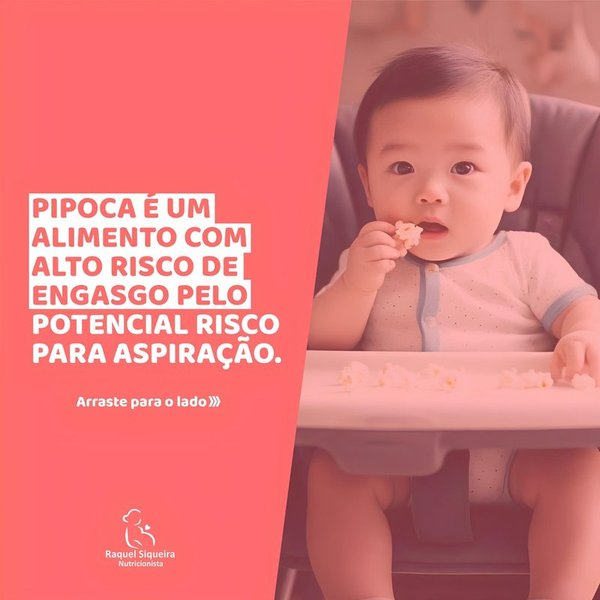 PIPOCA É UM
ALIMENTO COM
ALTO RISCO DE
ENGASGO PELO
POTENCIAL RISCO
PARA ASPIRAÇÃO.
Arraste para o lado
Raquel Siqueira
Nutricionista